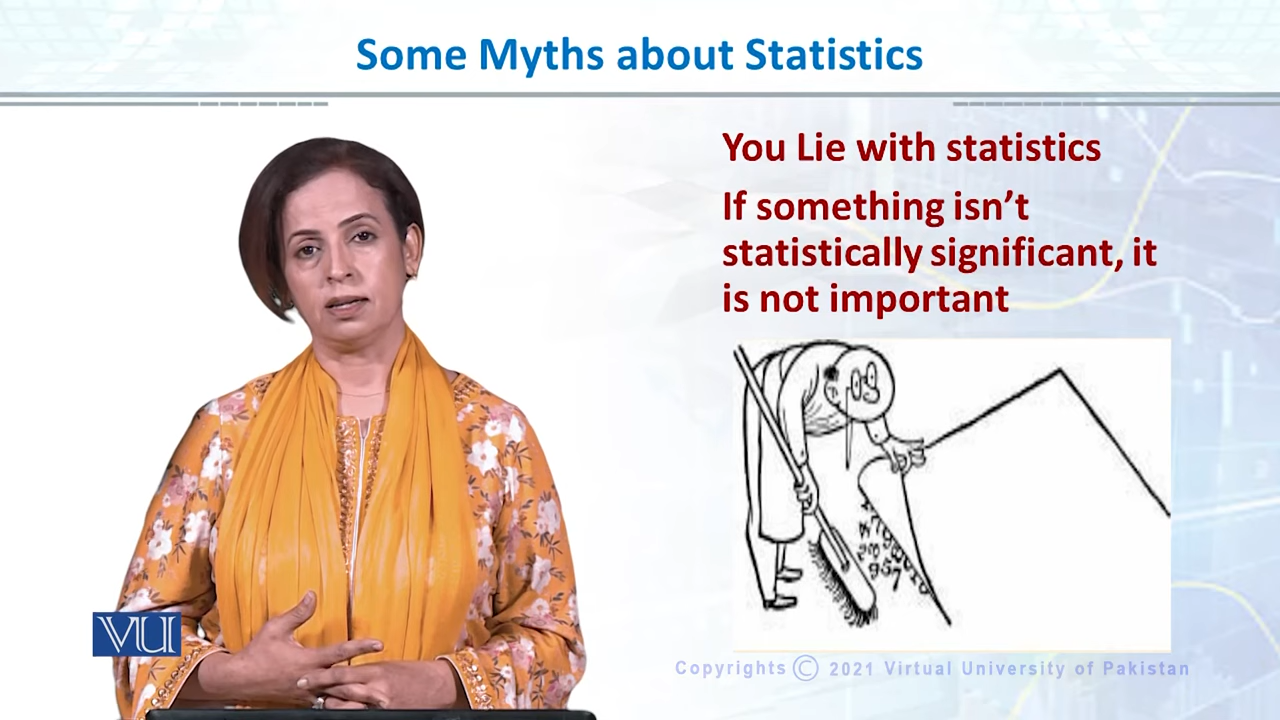 Some Myths about Statistics
You Lie with statistics
If something isn’t
statistically significant, it
is not important
VU
Copyrights © 2021 Virtual University of Pakistan